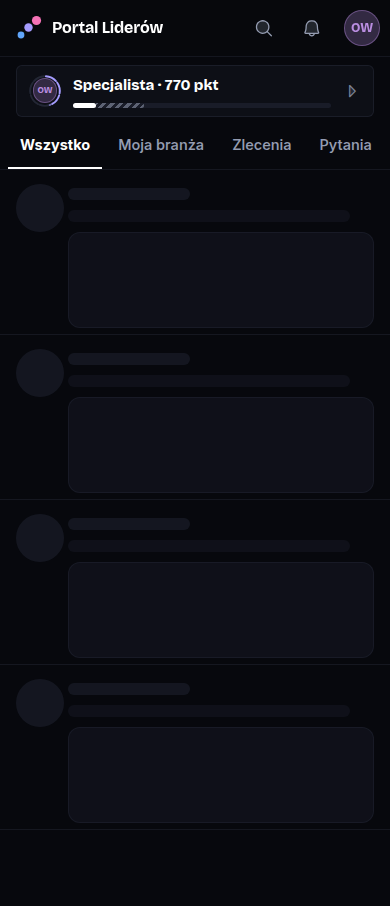 Portal Liderów
OW
OW
Specjalista · 770 pkt
Wszystko
Moja branża
Zlecenia
Pytania